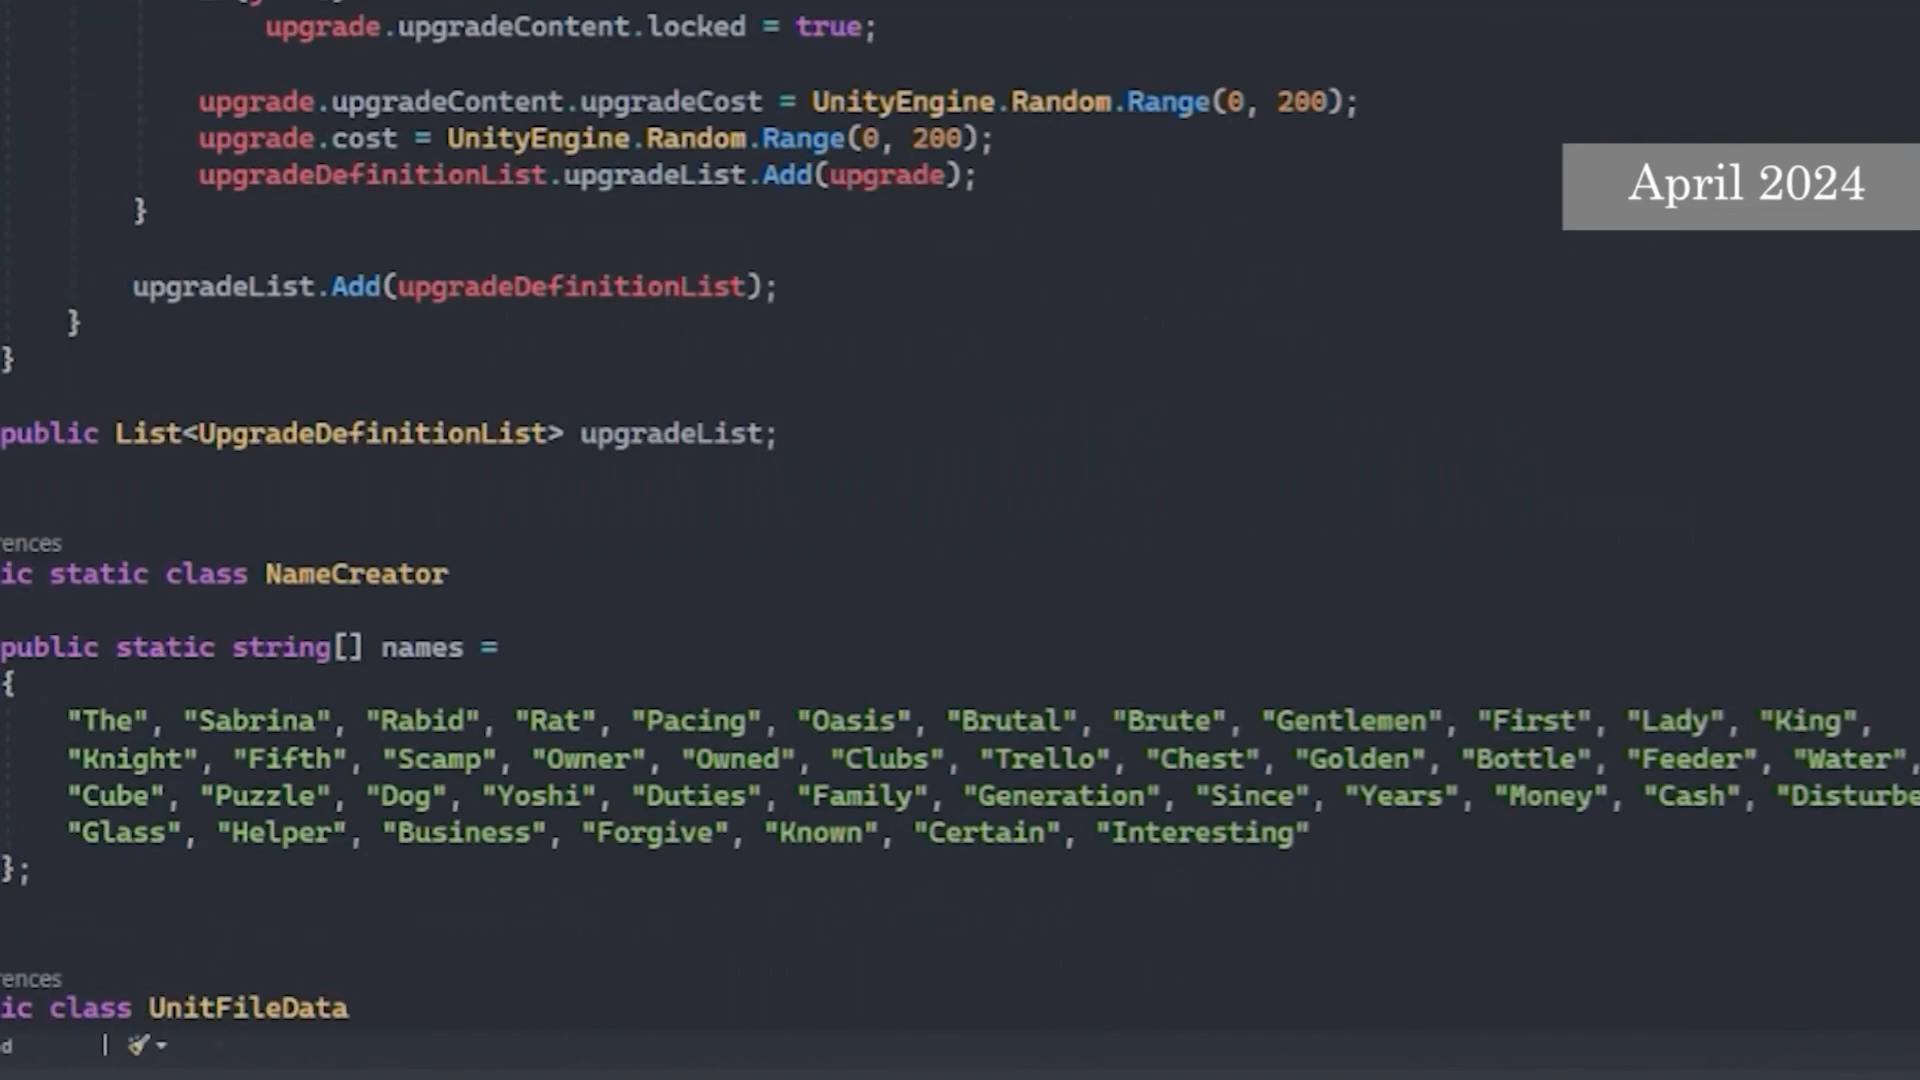 upgrade.upgradeContent.locked = true;
upgrade.upgradeContent.upgradeCost = UnityEngine.Random.Range(0, 200);
upgrade.cost = UnityEngine.Random.Range(0, 200);
upgradeDefinitionList.upgradeList.Add(upgrade);
}
April 2024
upgradeList.Add(upgradeDefinitionList);
}
}
public List<UpgradeDefinitionList> upgradeList;
rences
ic static class NameCreator
public static string[] names =
{
"The", "Sabrina", "Rabid", "Rat", "Pacing", "Oasis", "Brutal", "Brute", "Gentlemen", "First", "Lady", "King",
"Knight", "Fifth", "Scamp", "Owner", "Owned", "Clubs", "Trello", "Chest", "Golden", "Bottle", "Feeder", "Water",
"Cube", "Puzzle", "Dog", "Yoshi", "Duties", "Family", "Generation", "Since", "Years", "Money", "Cash", "Disturbe
"Glass", "Helper", "Business", "Forgive", "Known", "Certain", "Interesting"
};
rences
ic class UnitFileData